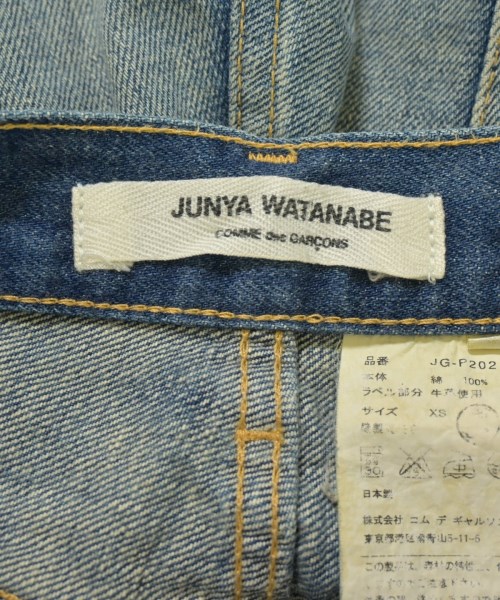 JUNYA WATANABE
COMME des GARÇONS
品番 JG-P202
本体 綿 100%
ラベル部分 牛革使用
サイズ XS
日本製
株式会社 コム デ ギャルソン
東京都港区南青山5-11-5